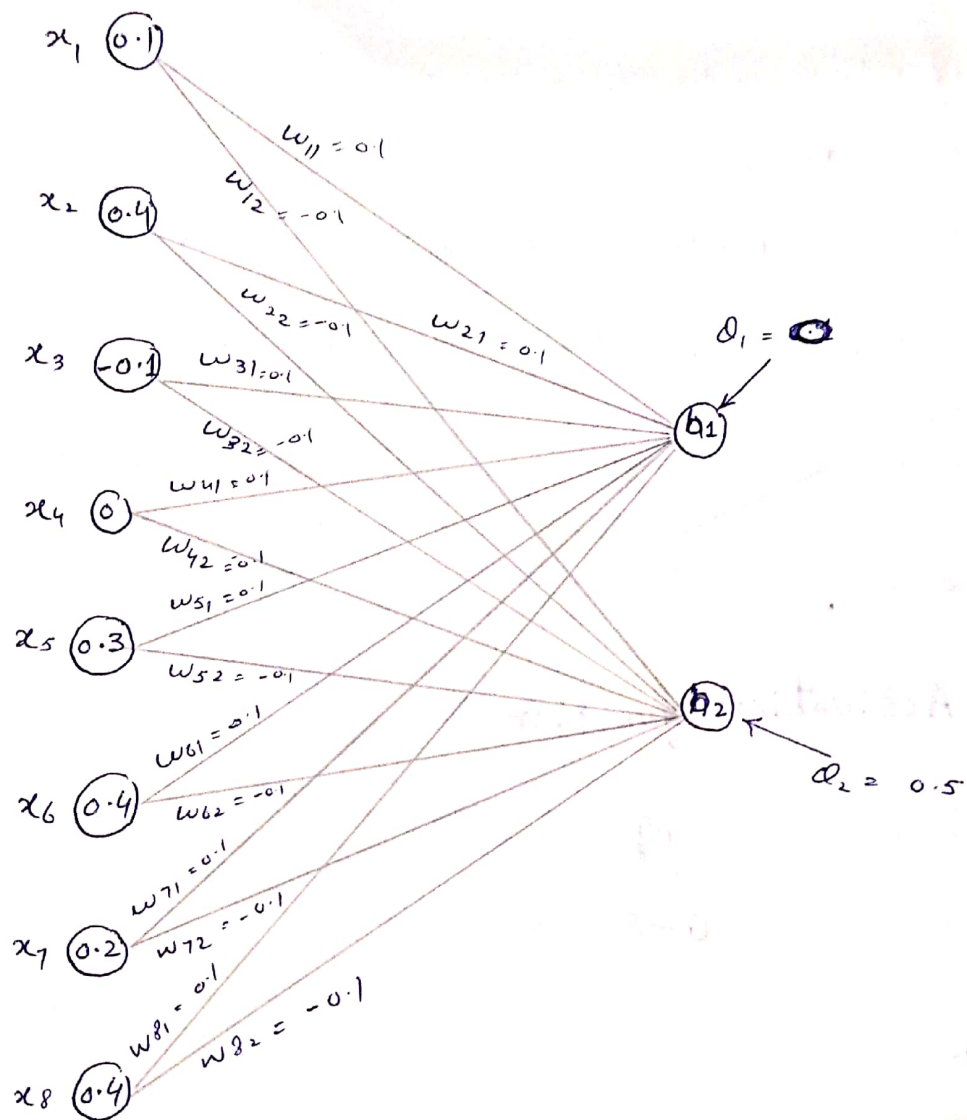 x1 0.1
w11 = 0.1
w12 = -0.1
x2 0.4
w22 = -0.1
w21 = 0.1
θ1 = 0
x3 -0.1
w31 = 0.1
h1
w32 = -0.1
w41 = 0.1
x4 0
w42 = -0.1
w51 = 0.1
x5 0.3
w52 = -0.1
h2
w61 = 0.1
θ2 = 0.5
x6 0.4
w62 = -0.1
w71 = 0.1
x7 0.2
w72 = -0.1
w81 = 0.1
w82 = -0.1
x8 0.4